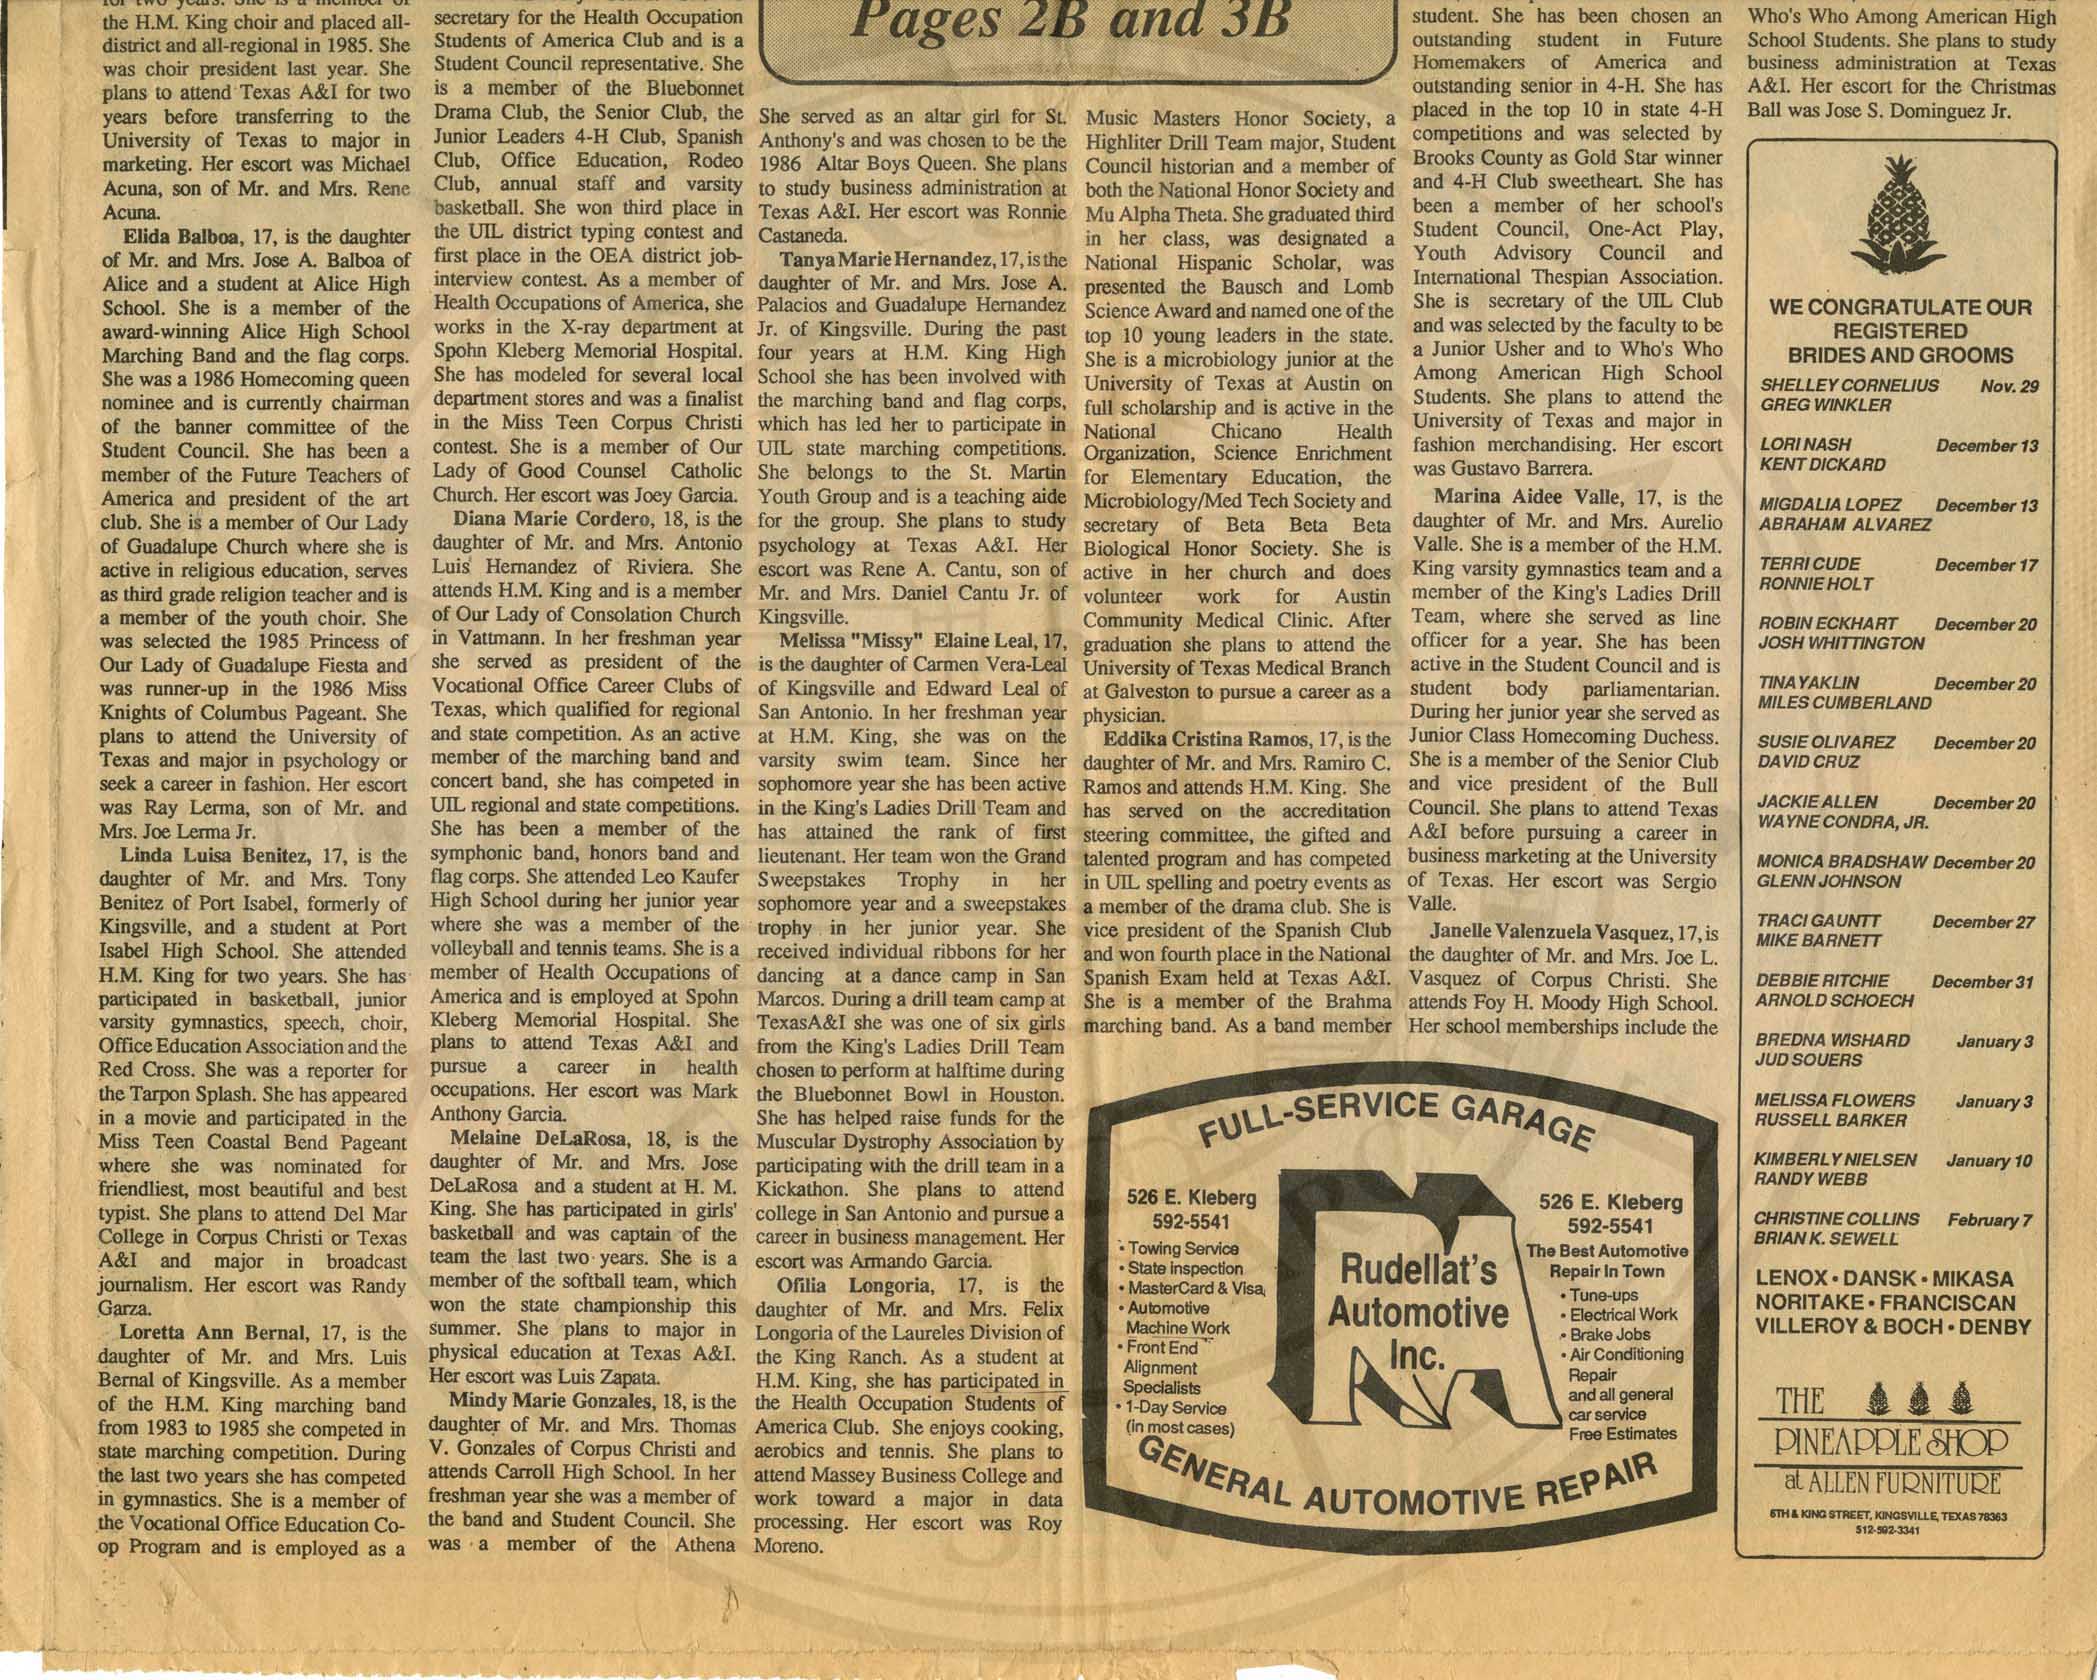 the H.M. King choir and placed all-
district and all-regional in 1985. She
was choir president last year. She
plans to attend Texas A&I for two
years before transferring to the
University of Texas to major in
marketing. Her escort was Michael
Acuna, son of Mr. and Mrs. Rene
Acuna.
Elida Balboa, 17, is the daughter
of Mr. and Mrs. Jose A. Balboa of
Alice and a student at Alice High
School. She is a member of the
award-winning Alice High School
Marching Band and the flag corps.
She was a 1986 Homecoming queen
nominee and is currently chairman
of the banner committee of the
Student Council. She has been a
member of the Future Teachers of
America and president of the art
club. She is a member of Our Lady
of Guadalupe Church where she is
active in religious education, serves
as third grade religion teacher and is
a member of the youth choir. She
was selected the 1985 Princess of
Our Lady of Guadalupe Fiesta and
was runner-up in the 1986 Miss
Knights of Columbus Pageant. She
plans to attend the University of
Texas and major in psychology or
seek a career in fashion. Her escort
was Ray Lerma, son of Mr. and
Mrs. Joe Lerma Jr.
Linda Luisa Benitez, 17, is the
daughter of Mr. and Mrs. Tony
Benitez of Port Isabel, formerly of
Kingsville, and a student at Port
Isabel High School. She attended
H.M. King for two years. She has
participated in basketball, junior
varsity gymnastics, speech, choir,
Office Education Association and the
Red Cross. She was a reporter for
the Tarpon Splash. She has appeared
in a movie and participated in the
Miss Teen Coastal Bend Pageant
where she was nominated for
friendliest, most beautiful and best
typist. She plans to attend Del Mar
College in Corpus Christi or Texas
A&I and major in broadcast
journalism. Her escort was Randy
Garza.
Loretta Ann Bernal, 17, is the
daughter of Mr. and Mrs. Luis
Bernal of Kingsville. As a member
of the H.M. King marching band
from 1983 to 1985 she competed in
state marching competition. During
the last two years she has competed
in gymnastics. She is a member of
the Vocational Office Education Co-
op Program and is employed as a
secretary for the Health Occupation
Students of America Club and is a
Student Council representative. She
is a member of the Bluebonnet
Drama Club, the Senior Club, the
Junior Leaders 4-H Club, Spanish
Club, Office Education, Rodeo
Club, annual staff and varsity
basketball. She won third place in
the UIL district typing contest and
first place in the OEA district job-
interview contest. As a member of
Health Occupations of America, she
works in the X-ray department at
Spohn Kleberg Memorial Hospital.
She has modeled for several local
department stores and was a finalist
in the Miss Teen Corpus Christi
contest. She is a member of Our
Lady of Good Counsel Catholic
Church. Her escort was Joey Garcia.
Diana Marie Cordero, 18, is the
daughter of Mr. and Mrs. Antonio
Luis Hernandez of Riviera. She
attends H.M. King and is a member
of Our Lady of Consolation Church
in Vattmann. In her freshman year
she served as president of the
Vocational Office Career Clubs of
Texas, which qualified for regional
and state competition. As an active
member of the marching band and
concert band, she has competed in
UIL regional and state competitions.
She has been a member of the
symphonic band, honors band and
flag corps. She attended Leo Kaufer
High School during her junior year
where she was a member of the
volleyball and tennis teams. She is a
member of Health Occupations of
America and is employed at Spohn
Kleberg Memorial Hospital. She
plans to attend Texas A&I and
pursue a career in health
occupations. Her escort was Mark
Anthony Garcia.
Melaine DeLaRosa, 18, is the
daughter of Mr. and Mrs. Jose
DeLaRosa and a student at H. M.
King. She has participated in girls'
basketball and was captain of the
team the last two years. She is a
member of the softball team, which
won the state championship this
summer. She plans to major in
physical education at Texas A&I.
Her escort was Luis Zapata.
Mindy Marie Gonzales, 18, is the
daughter of Mr. and Mrs. Thomas
V. Gonzales of Corpus Christi and
attends Carroll High School. In her
freshman year she was a member of
the band and Student Council. She
was a member of the Athena
Pages 2B and 3B
She served as an altar girl for St.
Anthony's and was chosen to be the
1986 Altar Boys Queen. She plans
to study business administration at
Texas A&I. Her escort was Ronnie
Castaneda.
Tanya Marie Hernandez, 17, is the
daughter of Mr. and Mrs. Jose A.
Palacios and Guadalupe Hernandez
Jr. of Kingsville. During the past
four years at H.M. King High
School she has been involved with
the marching band and flag corps,
which has led her to participate in
UIL state marching competitions.
She belongs to the St. Martin
Youth Group and is a teaching aide
for the group. She plans to study
psychology at Texas A&I. Her
escort was Rene A. Cantu, son of
Mr. and Mrs. Daniel Cantu Jr. of
Kingsville.
Melissa "Missy" Elaine Leal, 17,
is the daughter of Carmen Vera-Leal
of Kingsville and Edward Leal of
San Antonio. In her freshman year
at H.M. King, she was on the
varsity swim team. Since her
sophomore year she has been active
in the King's Ladies Drill Team and
has attained the rank of first
lieutenant. Her team won the Grand
Sweepstakes Trophy in her
sophomore year and a sweepstakes
trophy in her junior year. She
received individual ribbons for her
dancing at a dance camp in San
Marcos. During a drill team camp at
TexasA&I she was one of six girls
from the King's Ladies Drill Team
chosen to perform at halftime during
the Bluebonnet Bowl in Houston.
She has helped raise funds for the
Muscular Dystrophy Association by
participating with the drill team in a
Kickathon. She plans to attend
college in San Antonio and pursue a
career in business management. Her
escort was Armando Garcia.
Ofilia Longoria, 17, is the
daughter of Mr. and Mrs. Felix
Longoria of the Laureles Division of
the King Ranch. As a student at
H.M. King, she has participated in
the Health Occupation Students of
America Club. She enjoys cooking,
aerobics and tennis. She plans to
attend Massey Business College and
work toward a major in data
processing. Her escort was Roy
Moreno.
Music Masters Honor Society, a
Highliter Drill Team major, Student
Council historian and a member of
both the National Honor Society and
Mu Alpha Theta. She graduated third
in her class, was designated a
National Hispanic Scholar, was
presented the Bausch and Lomb
Science Award and named one of the
top 10 young leaders in the state.
She is a microbiology junior at the
University of Texas at Austin on
full scholarship and is active in the
National Chicano Health
Organization, Science Enrichment
for Elementary Education, the
Microbiology/Med Tech Society and
secretary of Beta Beta Beta
Biological Honor Society. She is
active in her church and does
volunteer work for Austin
Community Medical Clinic. After
graduation she plans to attend the
University of Texas Medical Branch
at Galveston to pursue a career as a
physician.
Eddika Cristina Ramos, 17, is the
daughter of Mr. and Mrs. Ramiro C.
Ramos and attends H.M. King. She
has served on the accreditation
steering committee, the gifted and
talented program and has competed
in UIL spelling and poetry events as
a member of the drama club. She is
vice president of the Spanish Club
and won fourth place in the National
Spanish Exam held at Texas A&I.
She is a member of the Brahma
marching band. As a band member
student. She has been chosen an
outstanding student in Future
Homemakers of America and
outstanding senior in 4-H. She has
placed in the top 10 in state 4-H
competitions and was selected by
Brooks County as Gold Star winner
and 4-H Club sweetheart. She has
been a member of her school's
Student Council, One-Act Play,
Youth Advisory Council and
International Thespian Association.
She is secretary of the UIL Club
and was selected by the faculty to be
a Junior Usher and to Who's Who
Among American High School
Students. She plans to attend the
University of Texas and major in
fashion merchandising. Her escort
was Gustavo Barrera.
Marina Aidee Valle, 17, is the
daughter of Mr. and Mrs. Aurelio
Valle. She is a member of the H.M.
King varsity gymnastics team and a
member of the King's Ladies Drill
Team, where she served as line
officer for a year. She has been
active in the Student Council and is
student body parliamentarian.
During her junior year she served as
Junior Class Homecoming Duchess.
She is a member of the Senior Club
and vice president of the Bull
Council. She plans to attend Texas
A&I before pursuing a career in
business marketing at the University
of Texas. Her escort was Sergio
Valle.
Janelle Valenzuela Vasquez, 17, is
the daughter of Mr. and Mrs. Joe L.
Vasquez of Corpus Christi. She
attends Foy H. Moody High School.
Her school memberships include the
Who's Who Among American High
School Students. She plans to study
business administration at Texas
A&I. Her escort for the Christmas
Ball was Jose S. Dominguez Jr.
FULL-SERVICE GARAGE
526 E. Kleberg
592-5541
• Towing Service
• State inspection
• MasterCard & Visa
• Automotive
Machine Work
• Front End
Alignment
Specialists
• 1-Day Service
(in most cases)
Rudellat's
Automotive
Inc.
526 E. Kleberg
592-5541
The Best Automotive
Repair In Town
• Tune-ups
• Electrical Work
• Brake Jobs
• Air Conditioning
Repair
and all general
car service
Free Estimates
GENERAL AUTOMOTIVE REPAIR
WE CONGRATULATE OUR
REGISTERED
BRIDES AND GROOMS
SHELLEY CORNELIUS Nov. 29
GREG WINKLER
LORI NASH December 13
KENT DICKARD
MIGDALIA LOPEZ December 13
ABRAHAM ALVAREZ
TERRI CUDE December 17
RONNIE HOLT
ROBIN ECKHART December 20
JOSH WHITTINGTON
TINA YAKLIN December 20
MILES CUMBERLAND
SUSIE OLIVAREZ December 20
DAVID CRUZ
JACKIE ALLEN December 20
WAYNE CONDRA, JR.
MONICA BRADSHAW December 20
GLENN JOHNSON
TRACI GAUNTT December 27
MIKE BARNETT
DEBBIE RITCHIE December 31
ARNOLD SCHOECH
BREDNA WISHARD January 3
JUD SOUERS
MELISSA FLOWERS January 3
RUSSELL BARKER
KIMBERLY NIELSEN January 10
RANDY WEBB
CHRISTINE COLLINS February 7
BRIAN K. SEWELL
LENOX • DANSK • MIKASA
NORITAKE • FRANCISCAN
VILLEROY & BOCH • DENBY
THE
PINEAPPLE SHOP
at ALLEN FURNITURE
6TH & KING STREET, KINGSVILLE, TEXAS 78363
512-592-3341